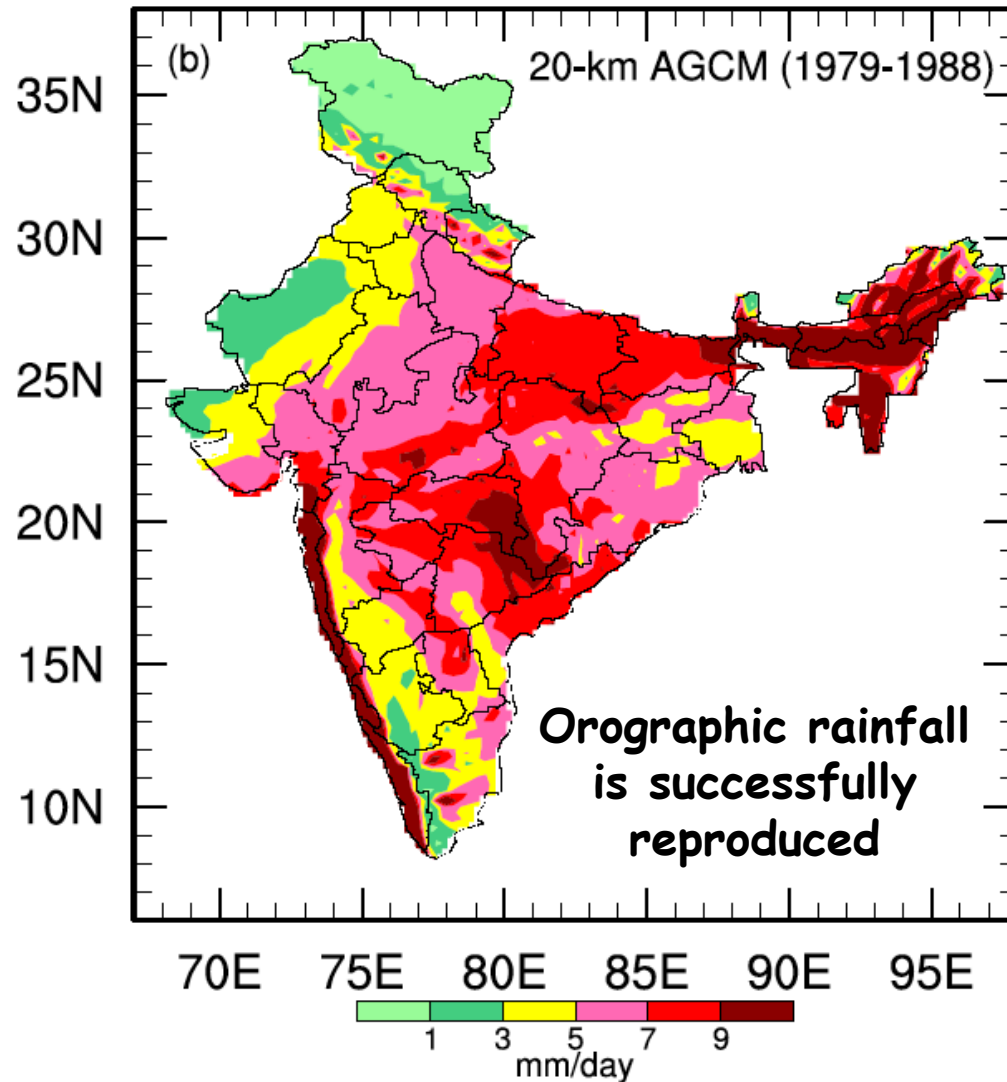 (b)
20-km AGCM (1979-1988)
35N
30N
25N
20N
15N
10N
Orographic rainfall
is successfully
reproduced
70E 75E 80E 85E 90E 95E
1 3 5 7 9
mm/day